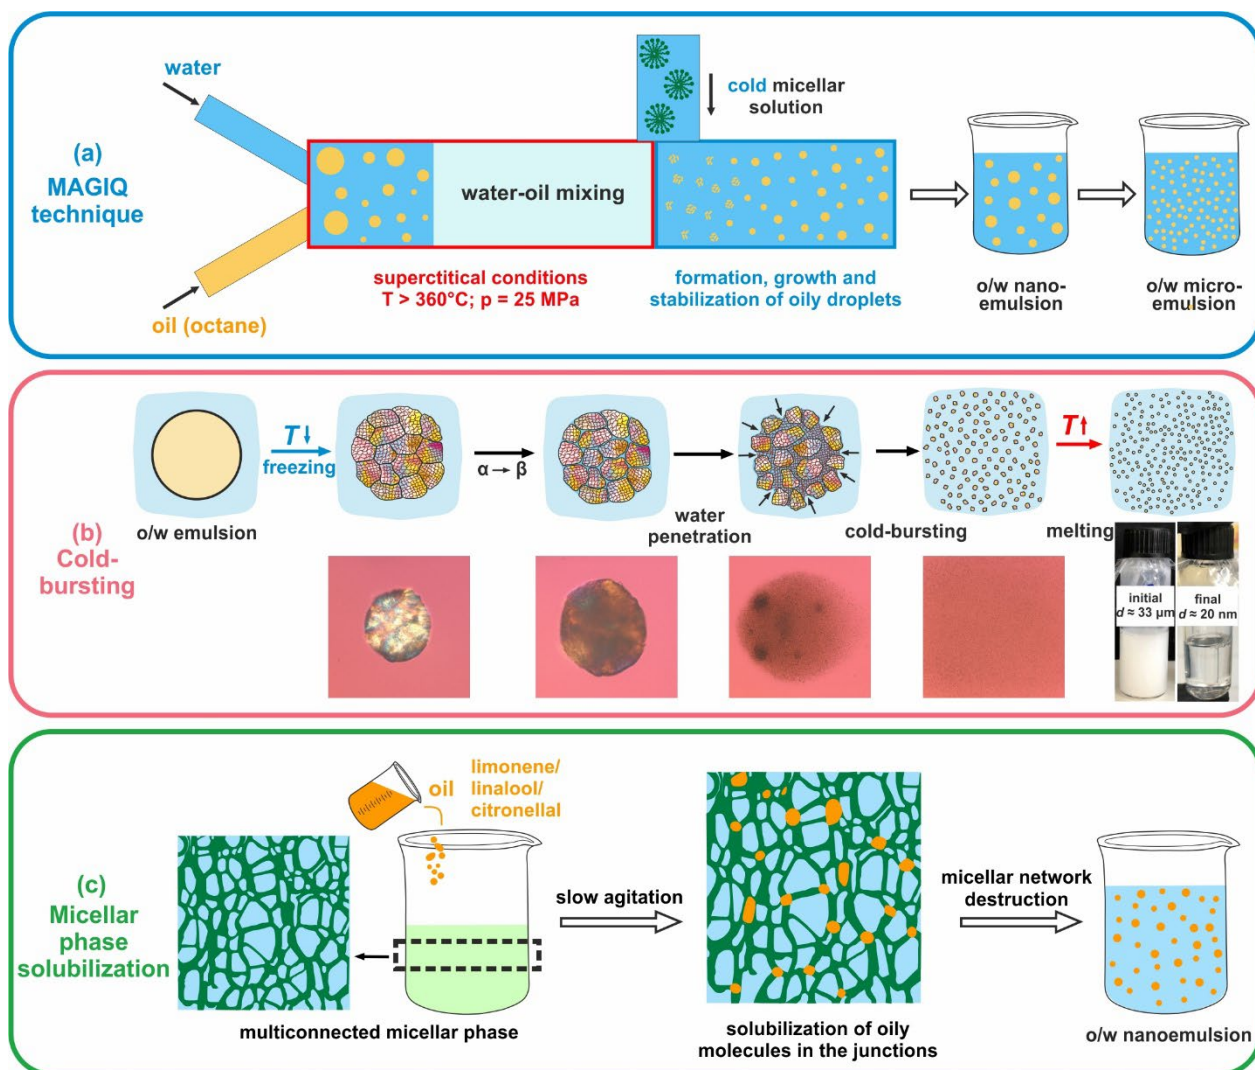 (a)
MAGIQ
technique
water
oil (octane)
water-oil mixing
superctitical conditions
T > 360°C; p = 25 MPa
cold micellar
solution
formation, growth and
stabilization of oily droplets
o/w nano-
emulsion
o/w micro-
emulsion
(b)
Cold-
bursting
o/w emulsion
T↓
freezing
α → β
water
penetration
cold-bursting
T↑
melting
initial
d ≈ 33 μm
final
d ≈ 20 nm
(c)
Micellar
phase
solubilization
oil
limonene/
linalool/
citronellal
multiconnected micellar phase
slow agitation
solubilization of oily
molecules in the junctions
micellar network
destruction
o/w nanoemulsion